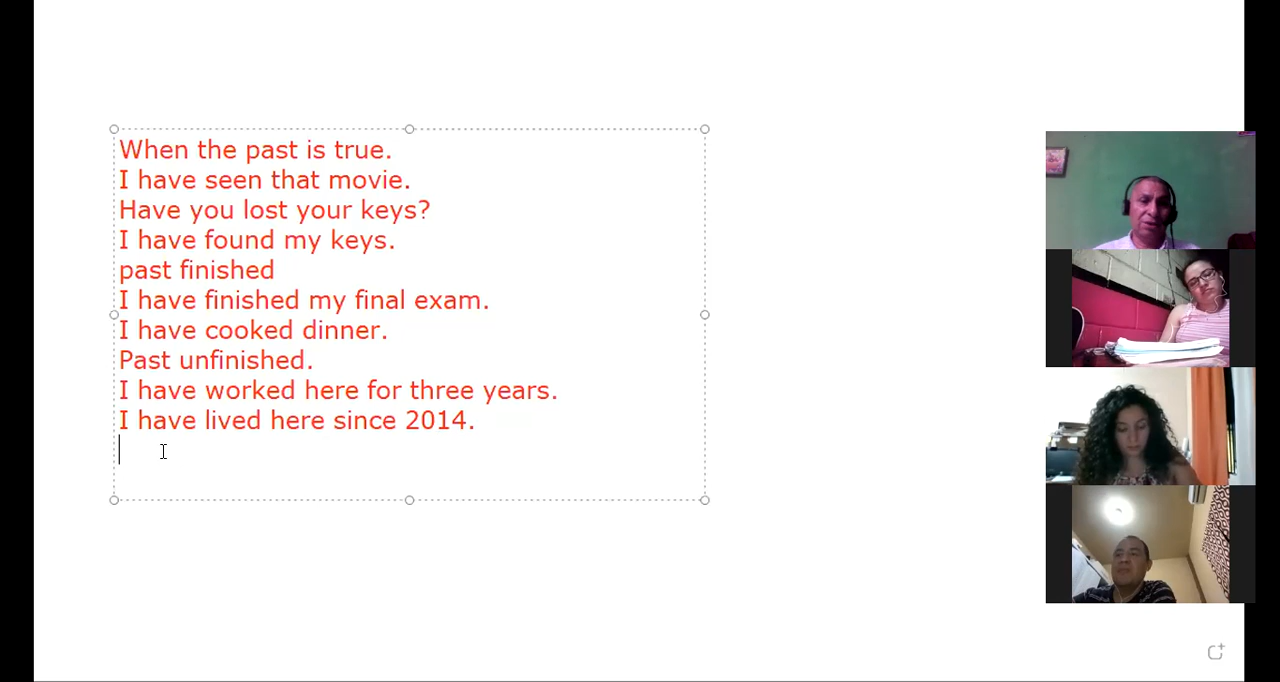 When the past is true.
I have seen that movie.
Have you lost your keys?
I have found my keys.
past finished
I have finished my final exam.
I have cooked dinner.
Past unfinished.
I have worked here for three years.
I have lived here since 2014.